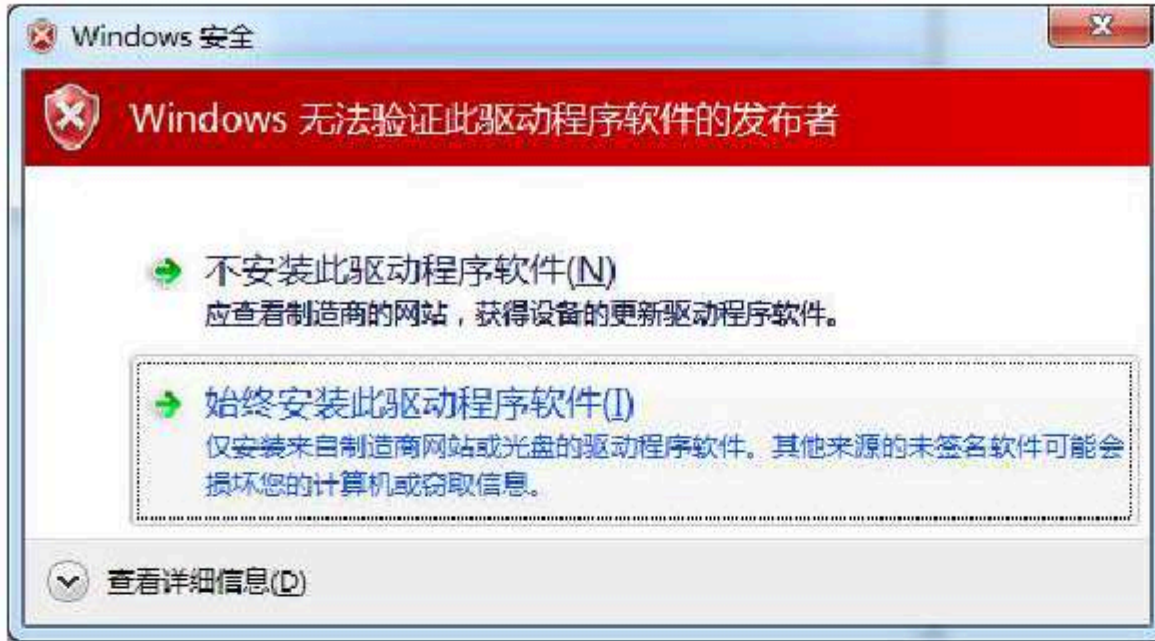 Windows 安全
Windows 无法验证此驱动程序软件的发布者
不安装此驱动程序软件(N)
应查看制造商的网站，获得设备的更新驱动程序软件。
始终安装此驱动程序软件(I)
仅安装来自制造商网站或光盘的驱动程序软件。其他来源的未签名软件可能会
损坏您的计算机或窃取信息。
查看详细信息(D)